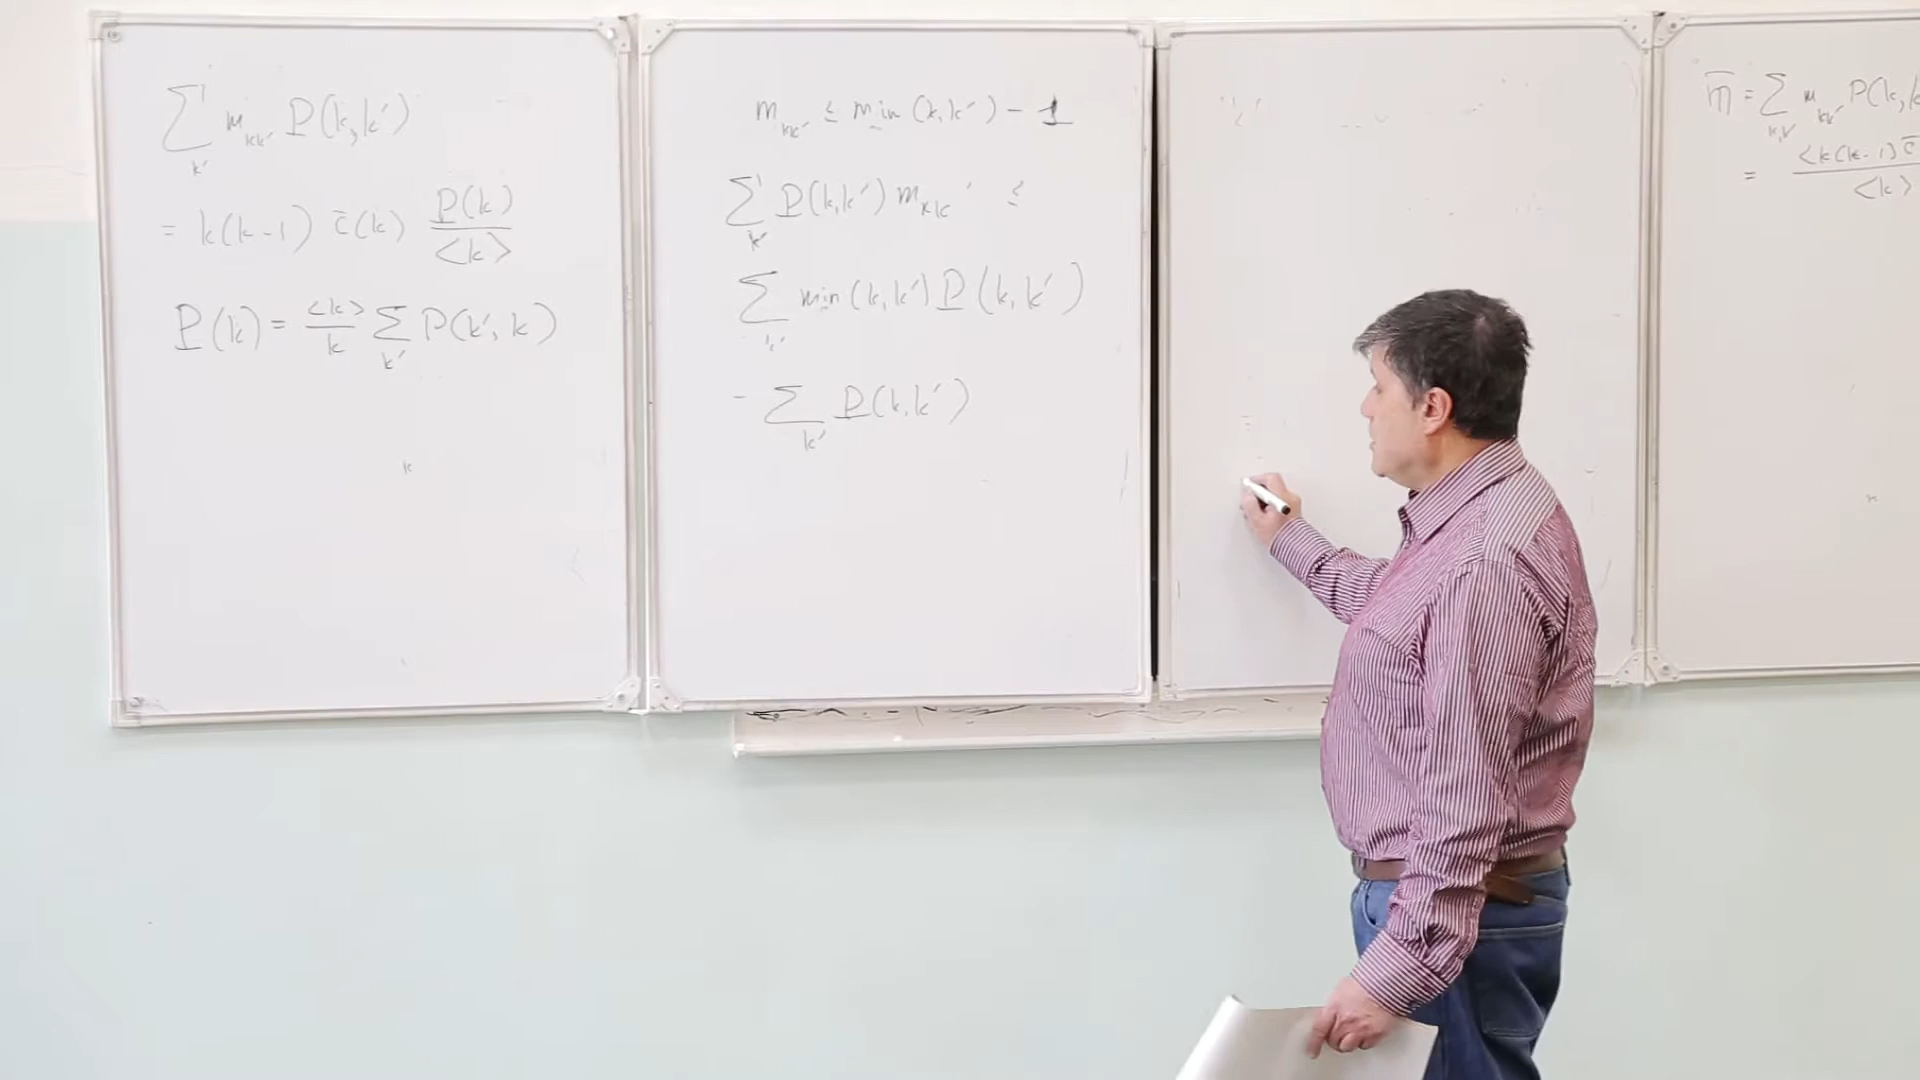 ∑_{k'} m_{kk'} P(k,k')
= k(k-1) c̄(k) P(k)/<k>
P(k) = <k>/k ∑_{k'} P(k',k)
m_{kk'} ≤ min(k,k') - 1
∑_{k'} P(k,k') m_{kk'} ≤
∑_{k'} min(k,k') P(k,k')
- ∑_{k'} P(k,k')
m̄ = ∑_{k,k'} m_{kk'} P(k,k
= <k(k-1) c̄
<k>